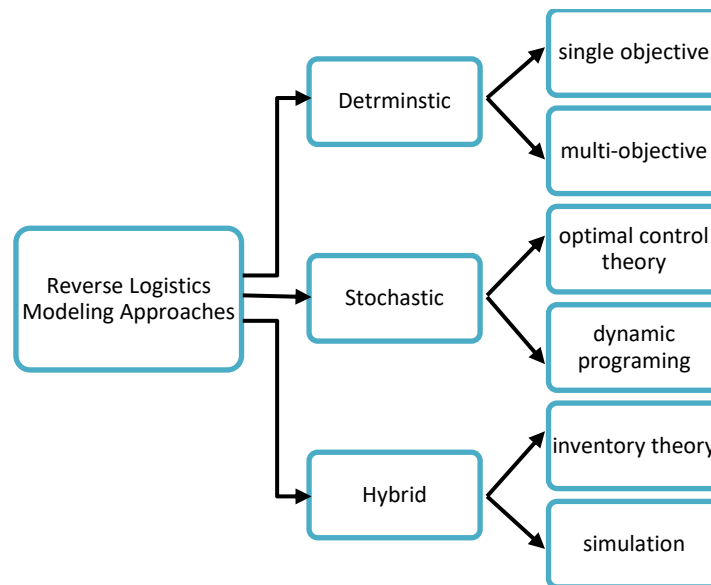 Reverse Logistics
Modeling Approaches
Detrminstic
single objective
multi-objective
Stochastic
optimal control
theory
dynamic
programing
Hybrid
inventory theory
simulation